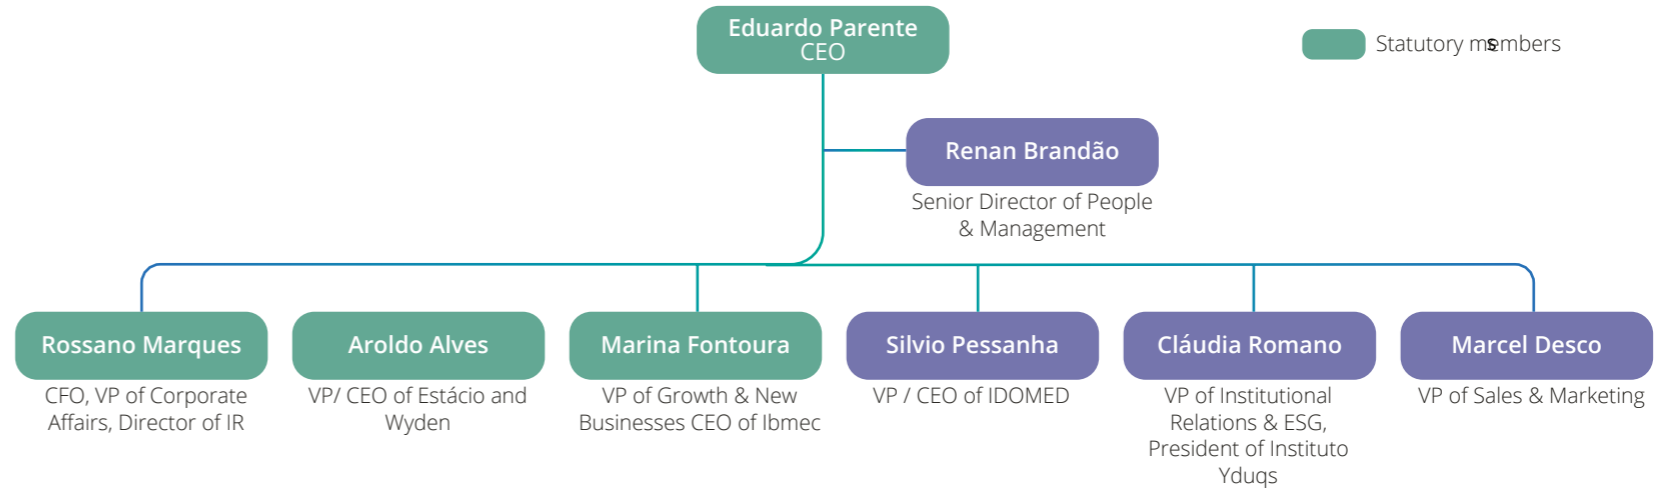 Eduardo Parente
CEO
Statutory members
Renan Brandão
Senior Director of People
& Management
Rossano Marques
CFO, VP of Corporate
Affairs, Director of IR
Aroldo Alves
VP/ CEO of Estácio and
Wyden
Marina Fontoura
VP of Growth & New
Businesses CEO of Ibmec
Silvio Pessanha
VP / CEO of IDOMED
Cláudia Romano
VP of Institutional
Relations & ESG,
President of Instituto
Yduqs
Marcel Desco
VP of Sales & Marketing